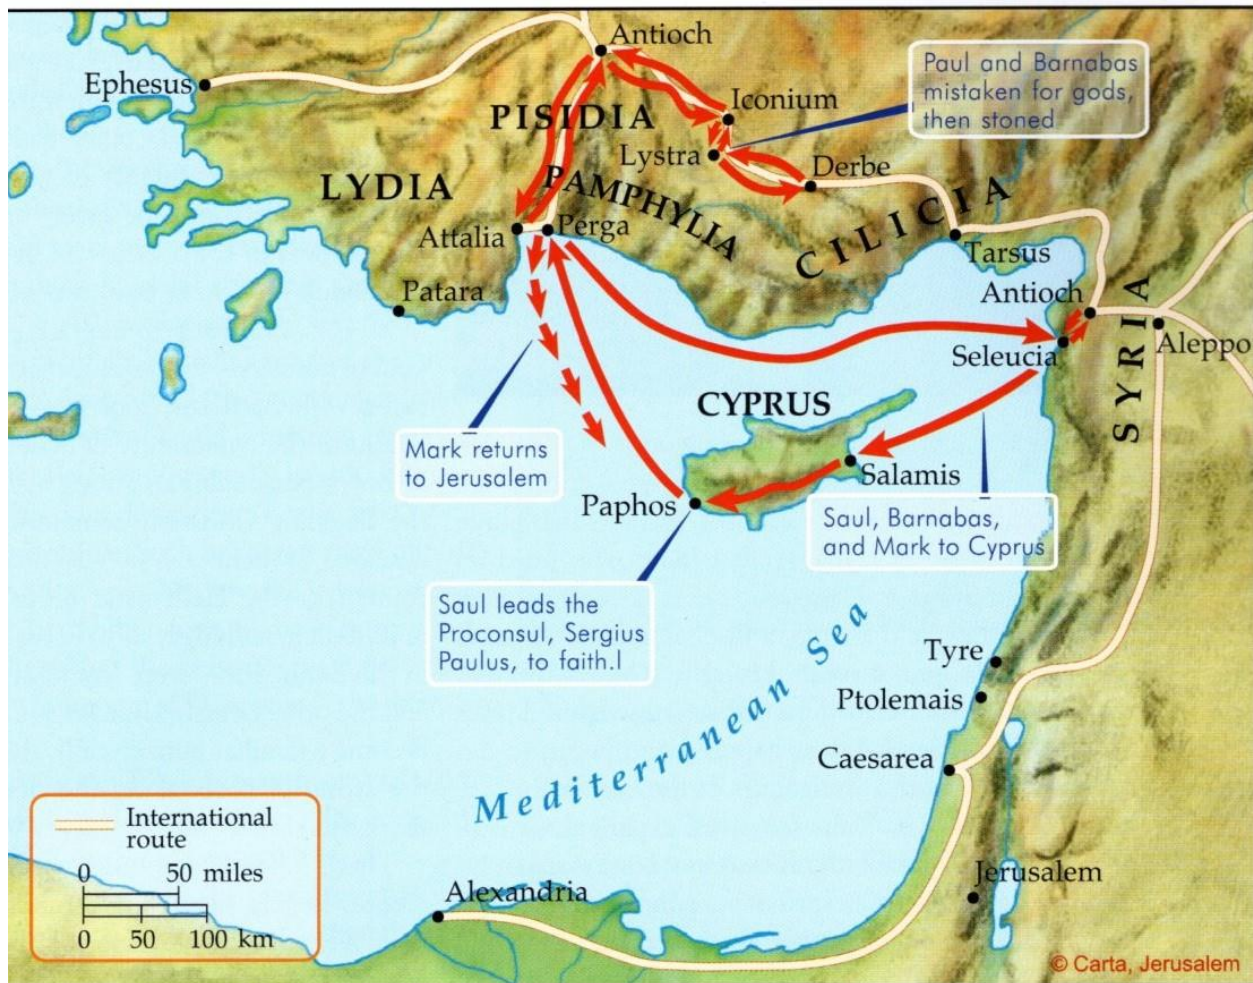 Antioch
Ephesus
Paul and Barnabas
mistaken for gods,
then stoned
PISIDIA
Iconium
Lystra
Derbe
LYDIA
PAMPHYLIA
CILICIA
Attalia
Perga
Tarsus
Patara
Antioch
Seleucia
Aleppo
SYRIA
CYPRUS
Mark returns
to Jerusalem
Salamis
Paphos
Saul, Barnabas,
and Mark to Cyprus
Saul leads the
Proconsul, Sergius
Paulus, to faith.l
Mediterranean Sea
Tyre
Ptolemais
Caesarea
International
route
0 50 miles
0 50 100 km
Alexandria
Jerusalem
© Carta, Jerusalem